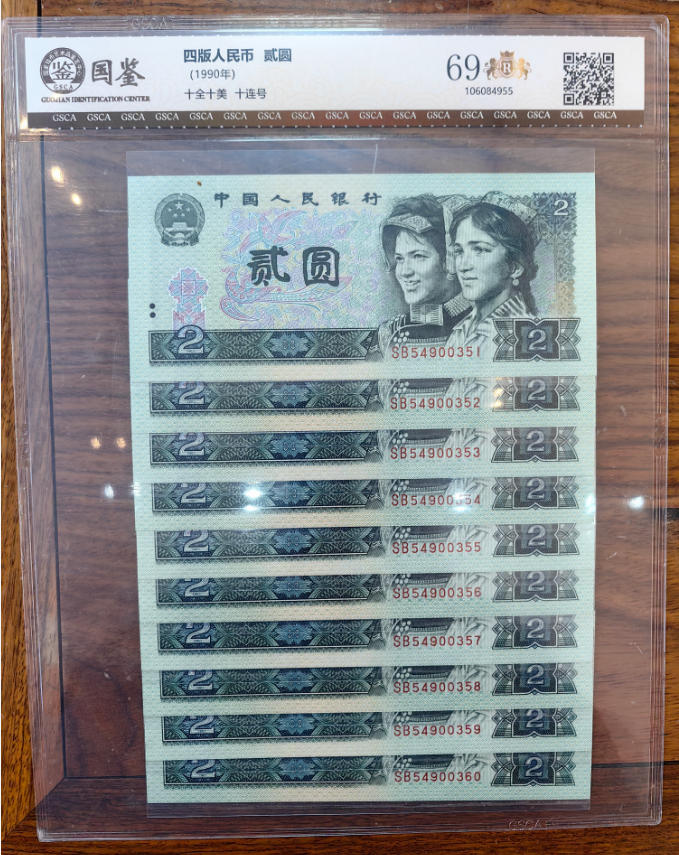 GSCA
鉴
GSCA
国鉴
GUOJIAN IDENTIFICATION CENTER
四版人民币 贰圆
(1990年)
十全十美 十连号
69
R
106084955
GSCA GSCA GSCA GSCA GSCA GSCA GSCA GSCA GSCA GSCA GSCA GSCA GSCA GSCA GSCA GSCA GSCA
中国人民银行
2
贰圆
2 SB54900351 2
2 SB54900352 2
2 SB54900353 2
2 SB54900354 2
2 SB54900355 2
2 SB54900356 2
2 SB54900357 2
2 SB54900358 2
2 SB54900359 2
2 SB54900360 2
GSCA